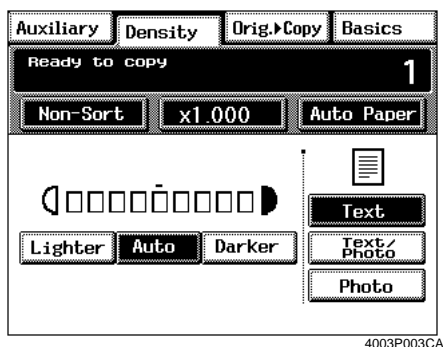 Auxiliary Density Orig.▸Copy Basics
Ready to copy
1
Non-Sort x1.000 Auto Paper
Text
Lighter Auto Darker
Text/
Photo
Photo
4003P003CA